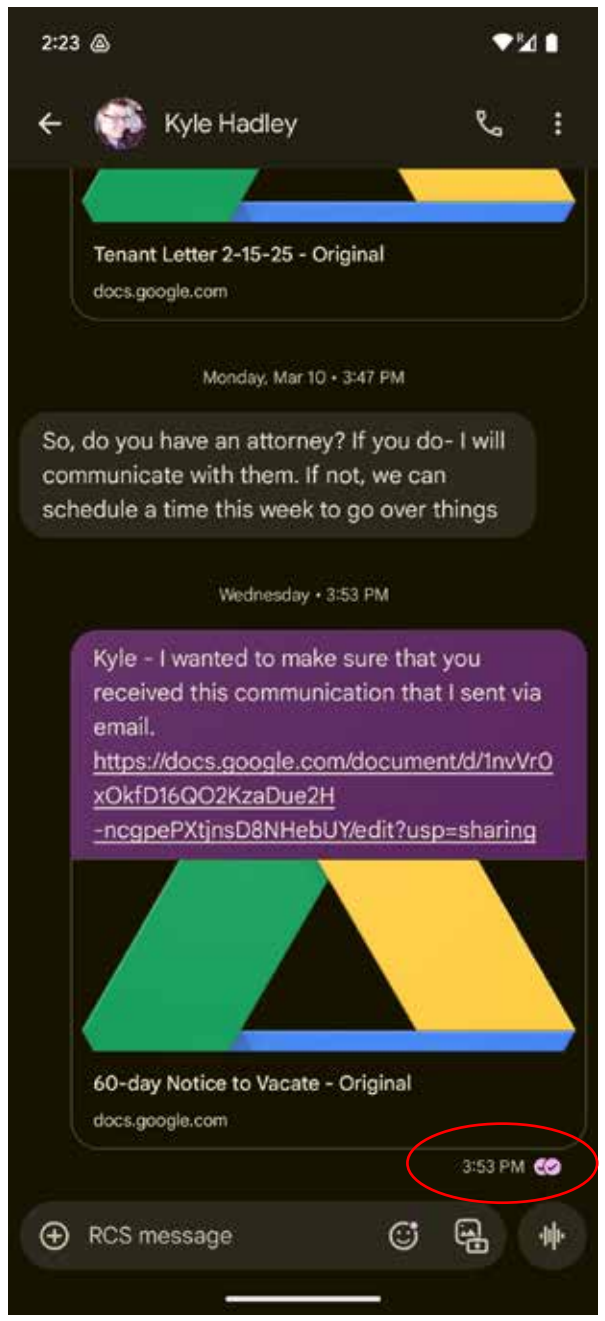 2:23
R
Kyle Hadley
Tenant Letter 2-15-25 - Original
docs.google.com
Monday, Mar 10 • 3:47 PM
So, do you have an attorney? If you do- I will
communicate with them. If not, we can
schedule a time this week to go over things
Wednesday • 3:53 PM
Kyle - I wanted to make sure that you
received this communication that I sent via
email.
https://docs.google.com/document/d/1nvVr0
xOkfD16QO2KzaDue2H
-ncgpePXtjnsD8NHebUY/edit?usp=sharing
60-day Notice to Vacate - Original
docs.google.com
3:53 PM
RCS message